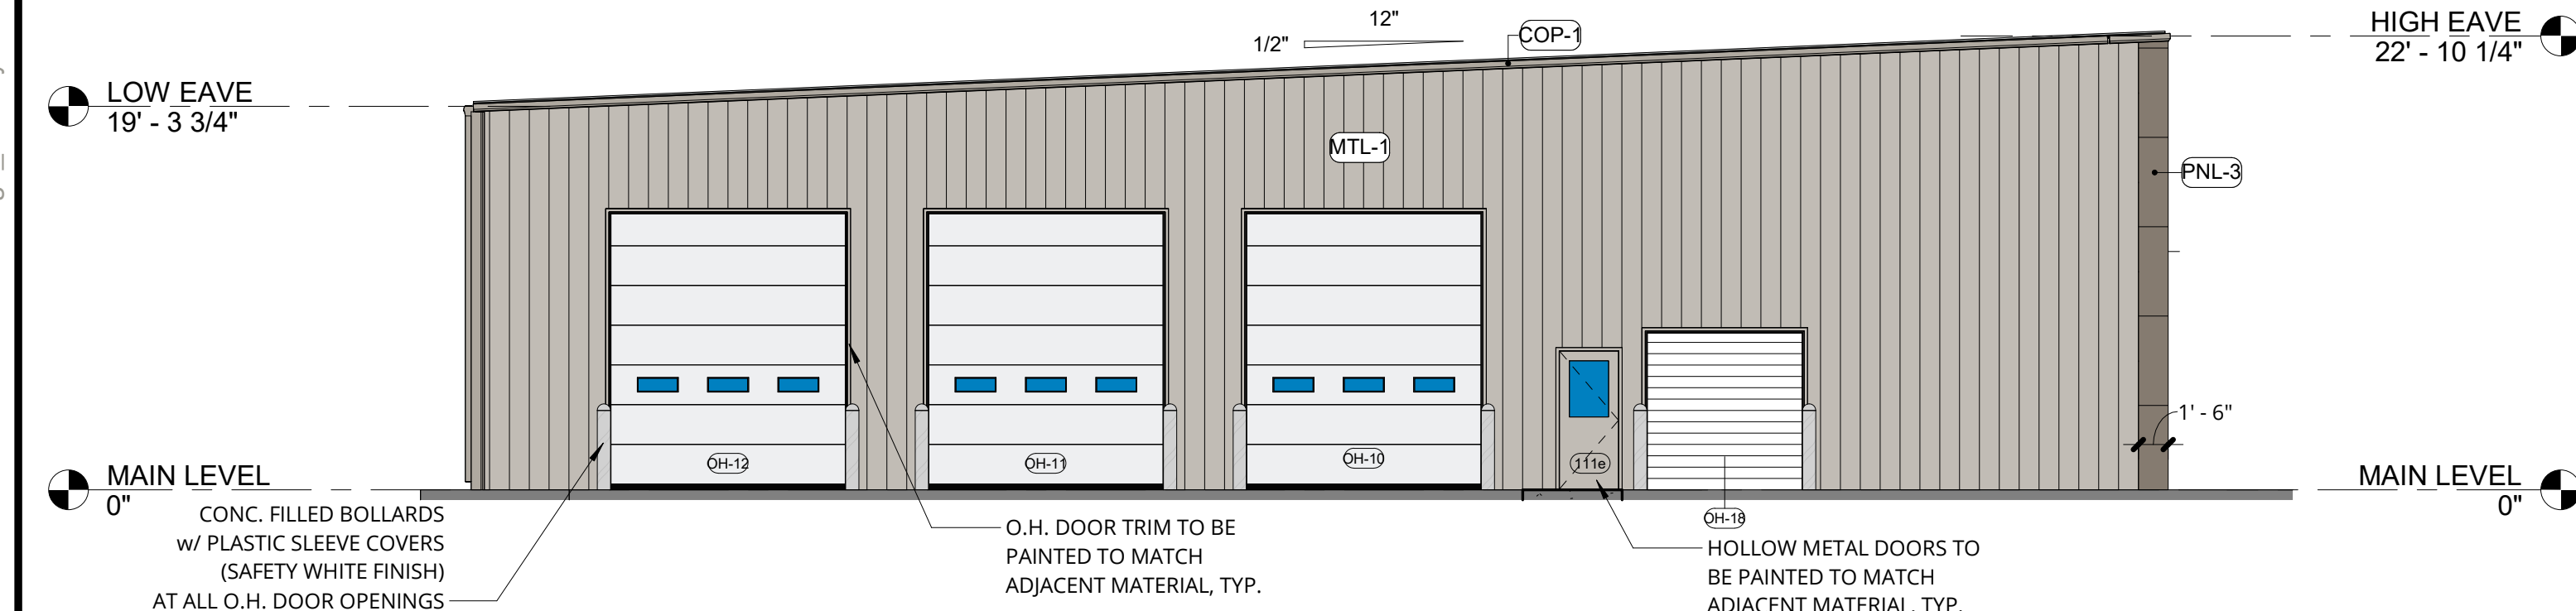 12"
1/2"
COP-1
HIGH EAVE
22' - 10 1/4"
LOW EAVE
19' - 3 3/4"
MTL-1
PNL-3
1' - 6"
OH-12
OH-11
OH-10
111e
MAIN LEVEL
0"
MAIN LEVEL
0"
OH-18
CONC. FILLED BOLLARDS
w/ PLASTIC SLEEVE COVERS
(SAFETY WHITE FINISH)
AT ALL O.H. DOOR OPENINGS
O.H. DOOR TRIM TO BE
PAINTED TO MATCH
ADJACENT MATERIAL, TYP.
HOLLOW METAL DOORS TO
BE PAINTED TO MATCH
ADJACENT MATERIAL, TYP.